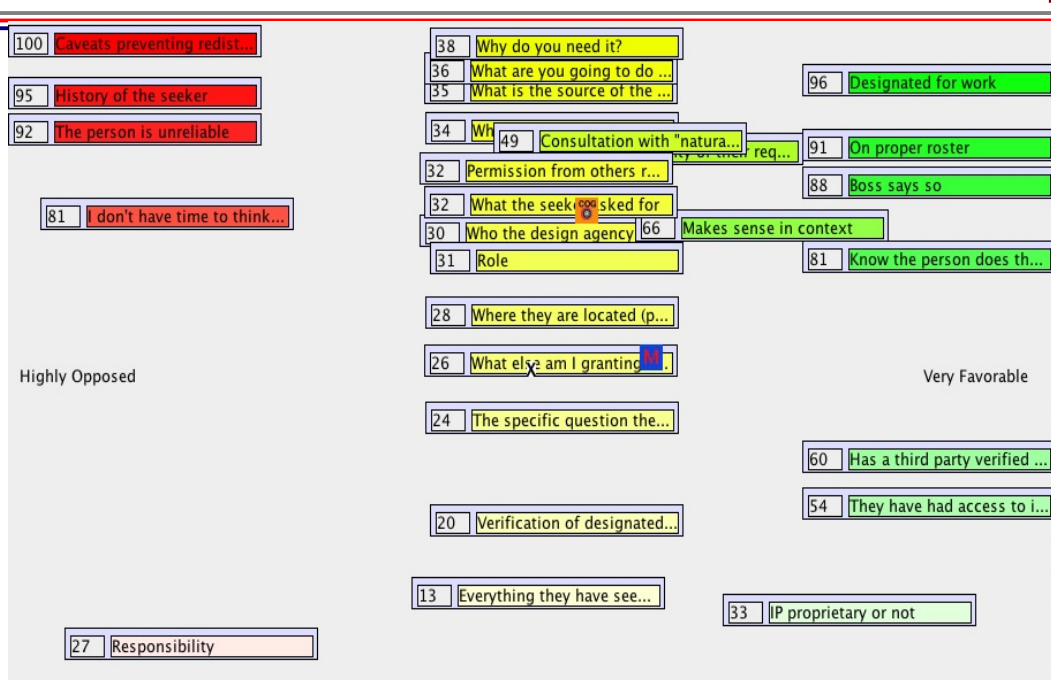 100 Caveats preventing redist...
95 History of the seeker
92 The person is unreliable
81 I don't have time to think...
Highly Opposed
27 Responsibility
38 Why do you need it?
36 What are you going to do ...
35 What is the source of the ...
34 Wh
49 Consultation with "natura...
of their req...
32 Permission from others r...
32 What the seek sked for
COG
30 Who the design agency
66 Makes sense in context
31 Role
28 Where they are located (p...
26 What else am I granting .
M
24 The specific question the...
20 Verification of designated...
13 Everything they have see...
96 Designated for work
91 On proper roster
88 Boss says so
81 Know the person does th...
Very Favorable
60 Has a third party verified ...
54 They have had access to i...
33 IP proprietary or not